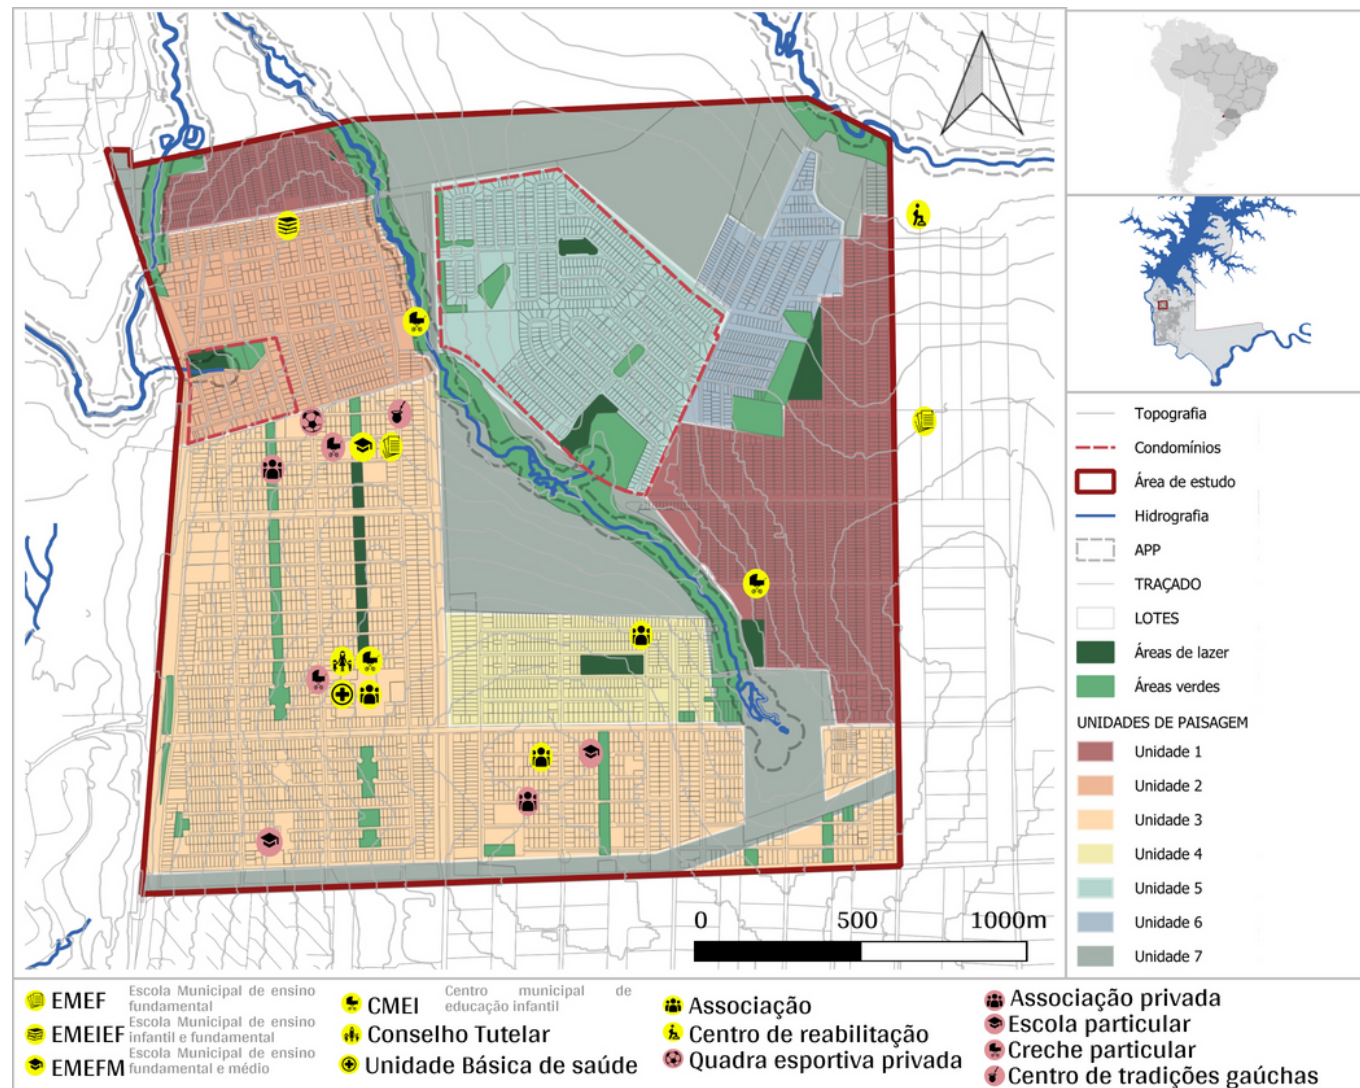 0 500 1000m
Topografia
Condomínios
Área de estudo
Hidrografia
APP
TRAÇADO
LOTES
Áreas de lazer
Áreas verdes
UNIDADES DE PAISAGEM
Unidade 1
Unidade 2
Unidade 3
Unidade 4
Unidade 5
Unidade 6
Unidade 7
EMEF Escola Municipal de ensino
fundamental
EMEIEF Escola Municipal de ensino
infantil e fundamental
EMEFM Escola Municipal de ensino
fundamental e médio
CMEI Centro municipal de
educação infantil
Conselho Tutelar
Unidade Básica de saúde
Associação
Centro de reabilitação
Quadra esportiva privada
Associação privada
Escola particular
Creche particular
Centro de tradições gaúchas